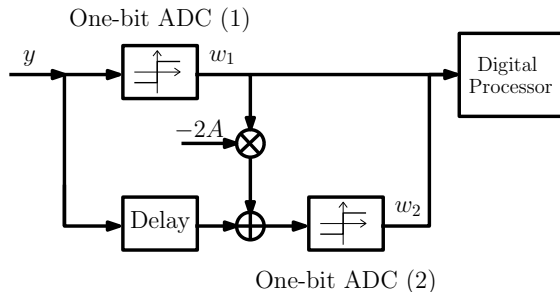 One-bit ADC (1)
y
w₁
Digital
Processor
−2A
Delay
w₂
One-bit ADC (2)